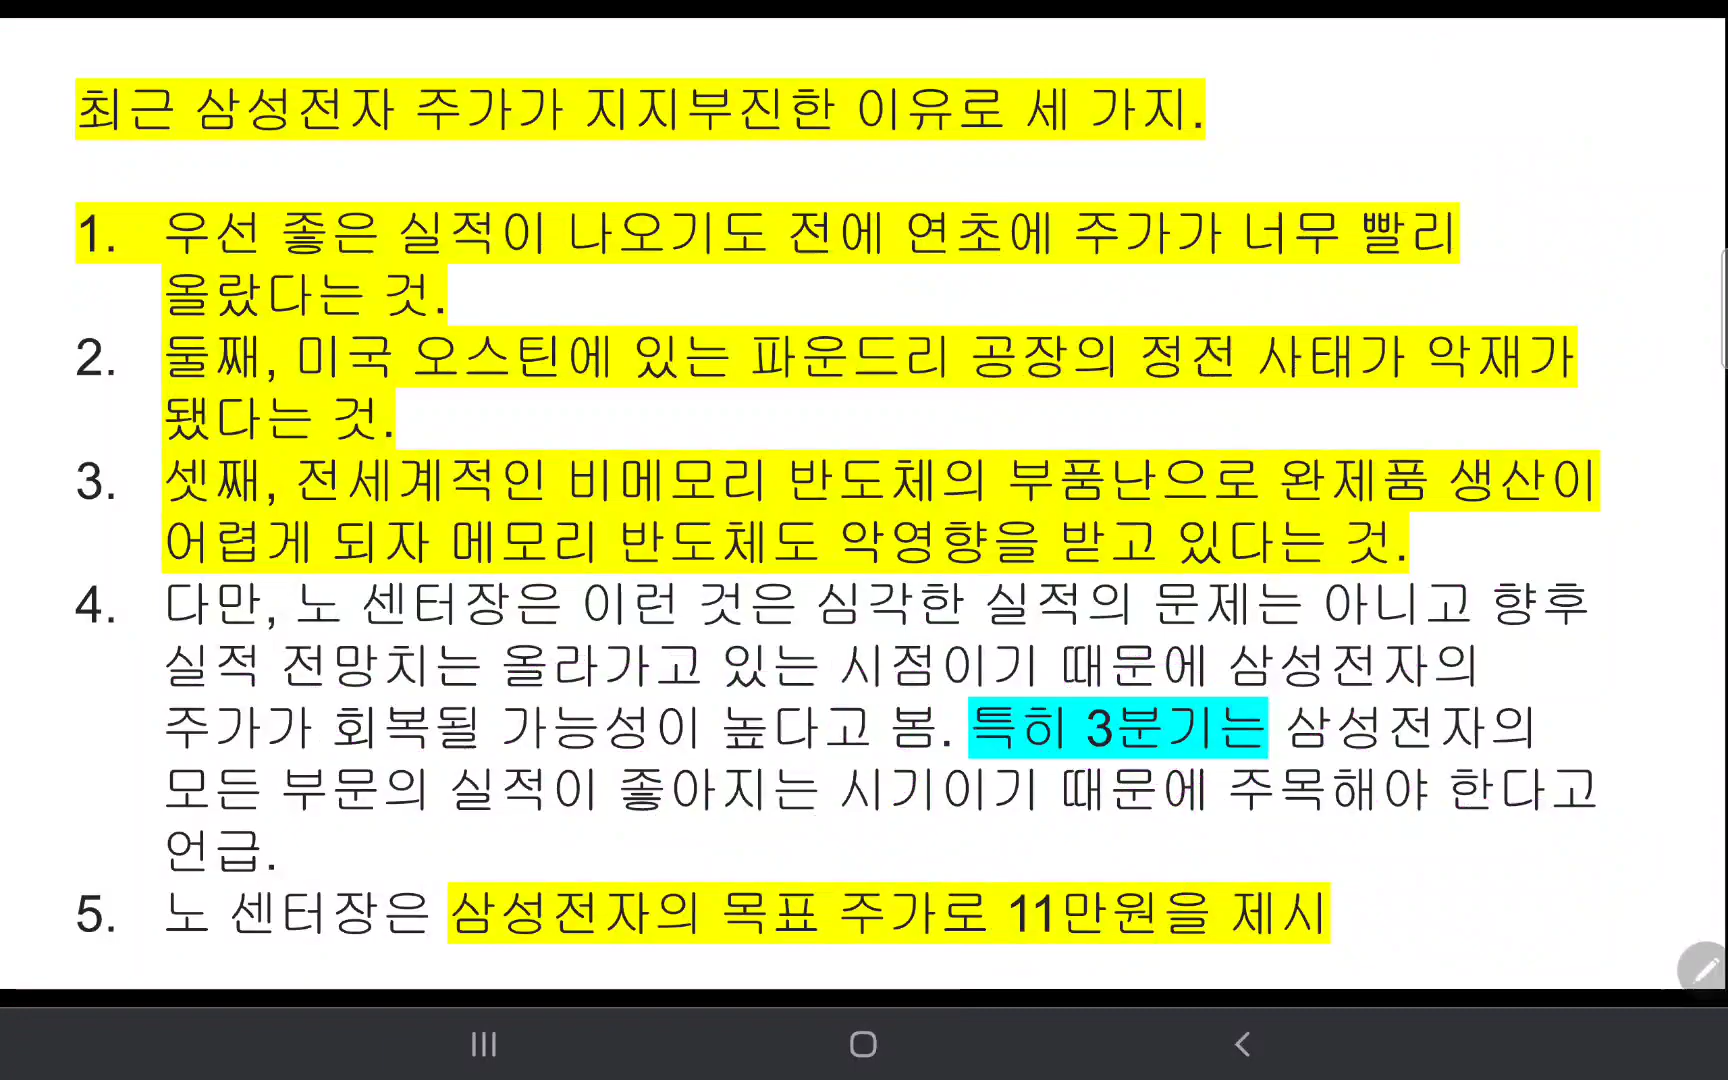 최근 삼성전자 주가가 지지부진한 이유로 세 가지.
1. 우선 좋은 실적이 나오기도 전에 연초에 주가가 너무 빨리
올랐다는 것.
2. 둘째, 미국 오스틴에 있는 파운드리 공장의 정전 사태가 악재가
됐다는 것.
3. 셋째, 전세계적인 비메모리 반도체의 부품난으로 완제품 생산이
어렵게 되자 메모리 반도체도 악영향을 받고 있다는 것.
4. 다만, 노 센터장은 이런 것은 심각한 실적의 문제는 아니고 향후
실적 전망치는 올라가고 있는 시점이기 때문에 삼성전자의
주가가 회복될 가능성이 높다고 봄. 특히 3분기는 삼성전자의
모든 부문의 실적이 좋아지는 시기이기 때문에 주목해야 한다고
언급.
5. 노 센터장은 삼성전자의 목표 주가로 11만원을 제시